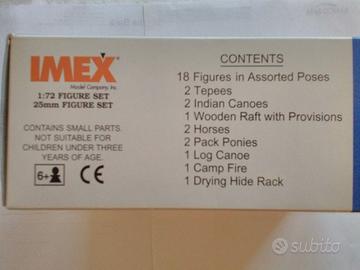 IMEX
Model Company, Inc.
1:72 FIGURE SET
25mm FIGURE SET
CONTAINS SMALL PARTS.
NOT SUITABLE FOR
CHILDREN UNDER THREE
YEARS OF AGE.
6+
CE
CONTENTS
18 Figures in Assorted Poses
2 Tepees
2 Indian Canoes
1 Wooden Raft with Provisions
2 Horses
2 Pack Ponies
1 Log Canoe
1 Camp Fire
1 Drying Hide Rack
subito